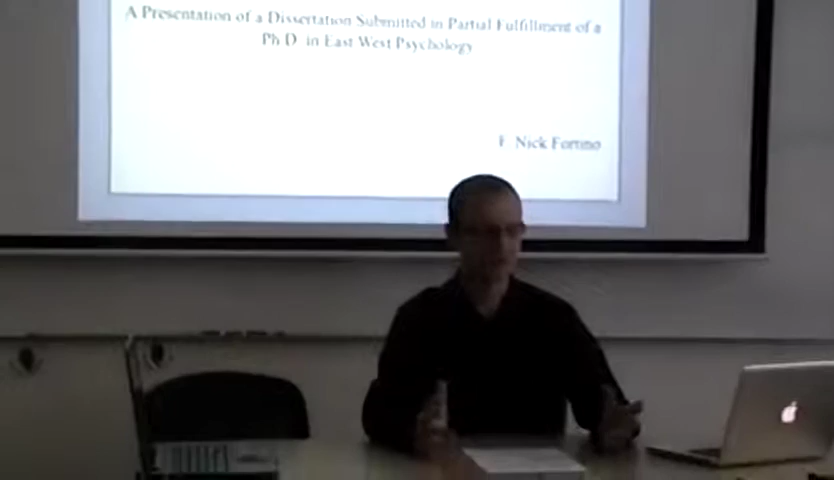 A Presentation of a Dissertation Submitted in Partial Fulfillment of a
Ph D in East West Psychology
F Nick Fortino